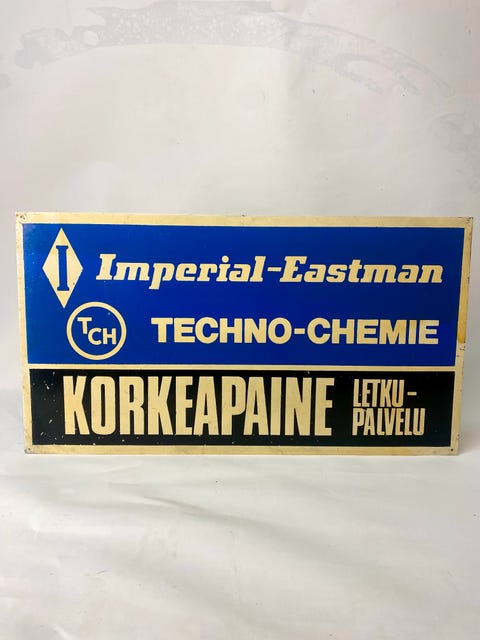 I Imperial-Eastman
TCH TECHNO-CHEMIE
KORKEAPAINE LETKU-
PALVELU